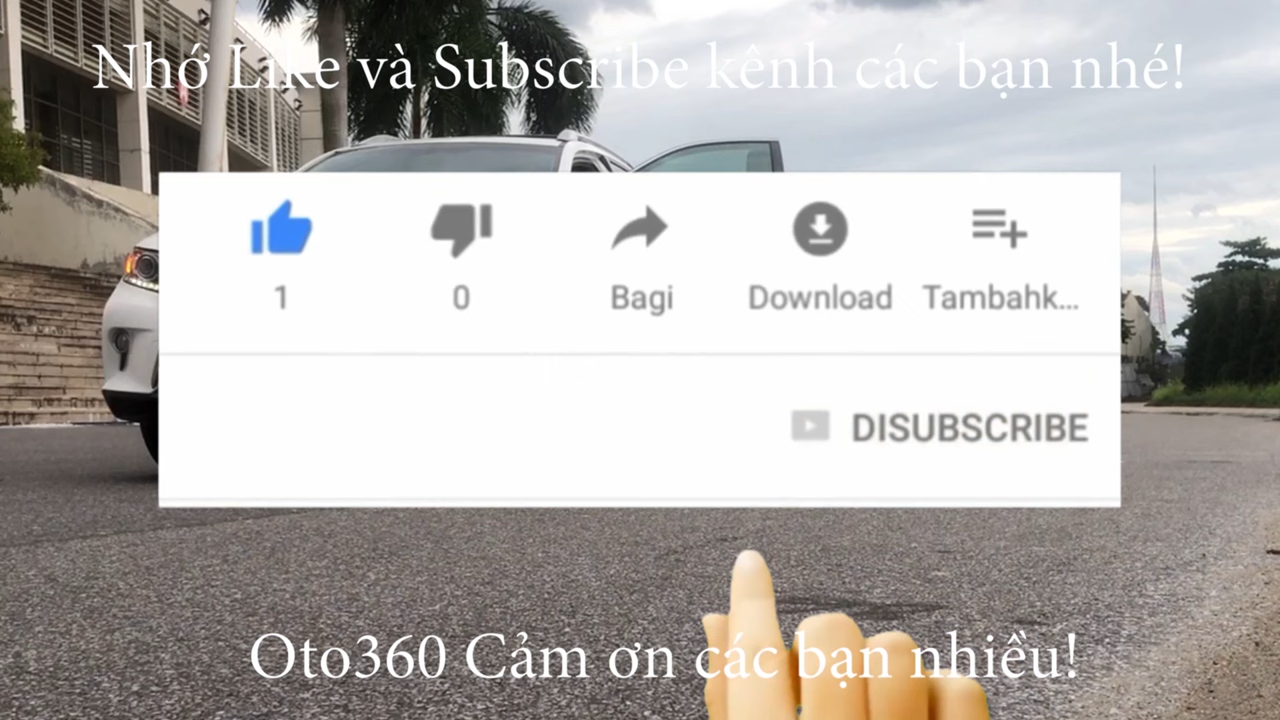 Nhớ Like và Subscribe kênh các bạn nhé!
1
0
Bagi
Download
Tambahk...
DISUBSCRIBE
Oto360 Cảm ơn các bạn nhiều!